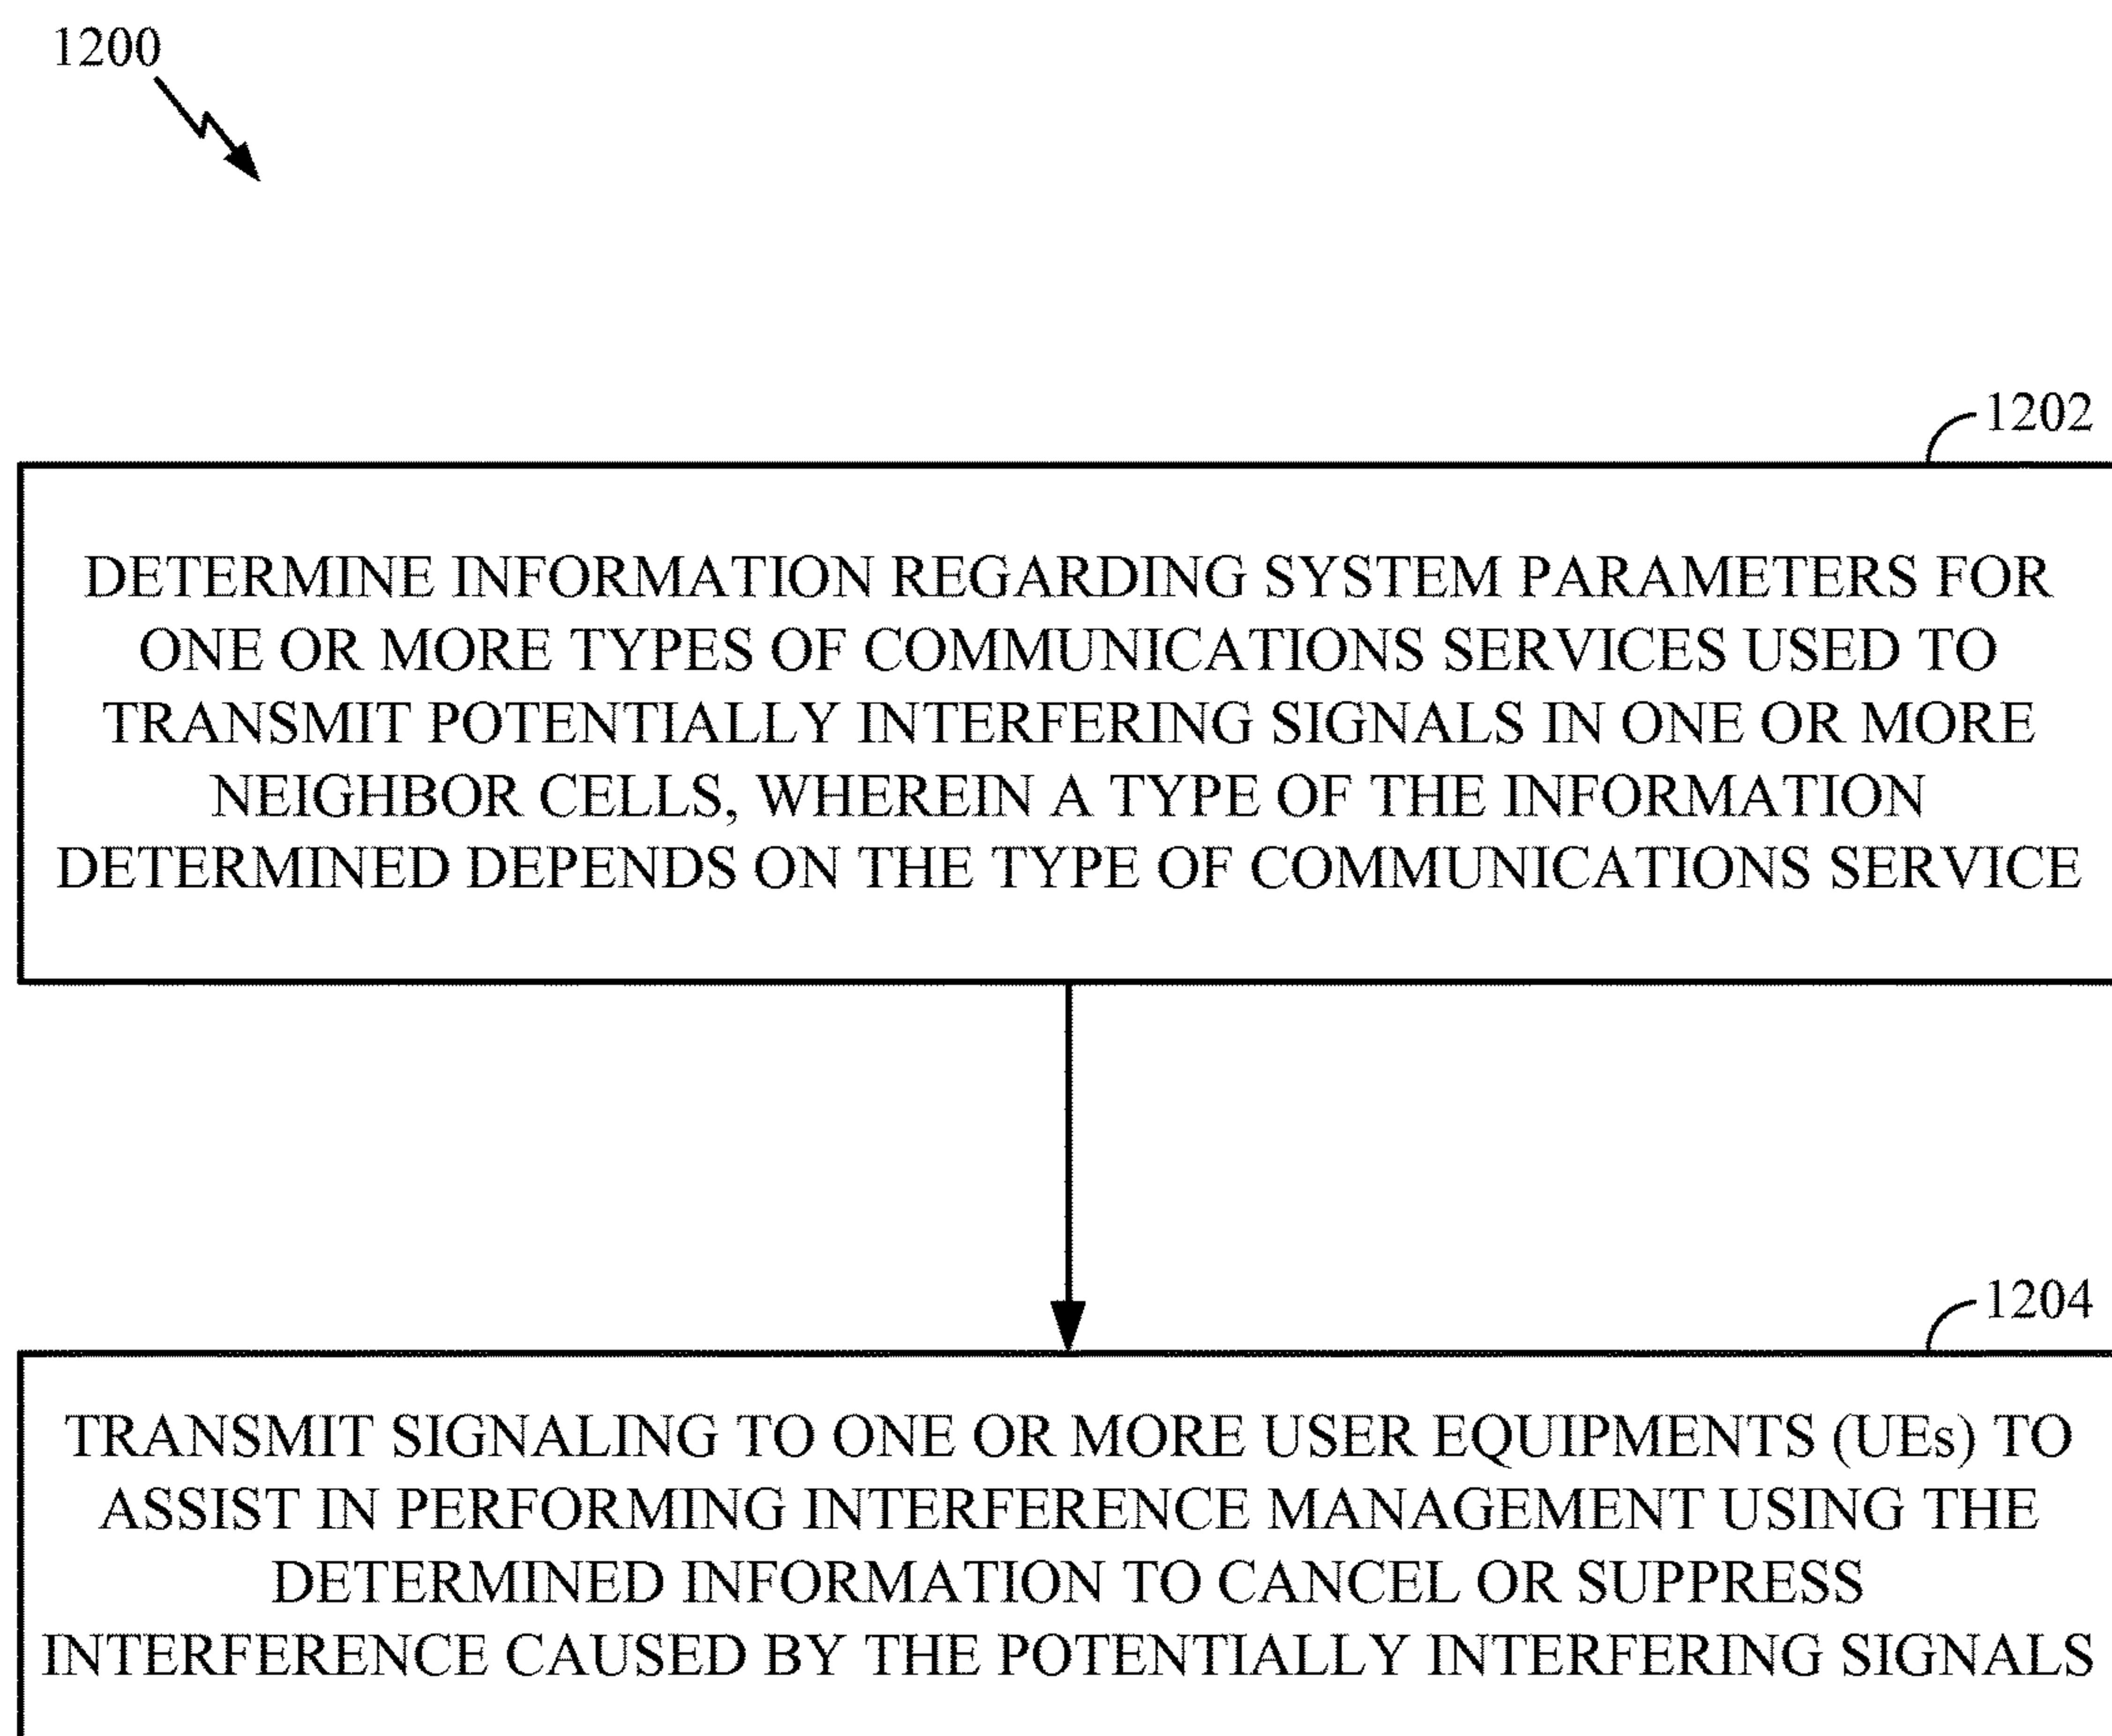 1200
1202
DETERMINE INFORMATION REGARDING SYSTEM PARAMETERS FOR
ONE OR MORE TYPES OF COMMUNICATIONS SERVICES USED TO
TRANSMIT POTENTIALLY INTERFERING SIGNALS IN ONE OR MORE
NEIGHBOR CELLS, WHEREIN A TYPE OF THE INFORMATION
DETERMINED DEPENDS ON THE TYPE OF COMMUNICATIONS SERVICE
1204
TRANSMIT SIGNALING TO ONE OR MORE USER EQUIPMENTS (UEs) TO
ASSIST IN PERFORMING INTERFERENCE MANAGEMENT USING THE
DETERMINED INFORMATION TO CANCEL OR SUPPRESS
INTERFERENCE CAUSED BY THE POTENTIALLY INTERFERING SIGNALS